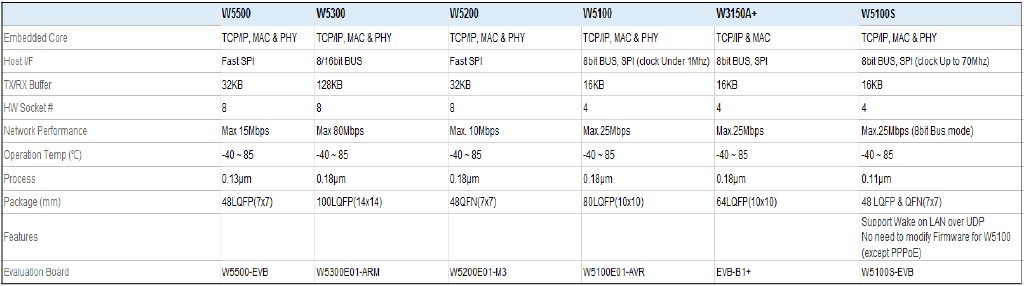 W5500 W5300 W5200 W5100 W3150A+ W5100S
Embedded Core TCP/IP, MAC & PHY TCP/IP, MAC & PHY TCP/IP, MAC & PHY TCP/IP, MAC & PHY TCP/IP & MAC TCP/IP, MAC & PHY
Host I/F Fast SPI 8/16bit BUS Fast SPI 8bit BUS, SPI (clock Under 1Mhz) 8bit BUS, SPI 8bit BUS, SPI (clock Up to 70Mhz)
TX/RX Buffer 32KB 128KB 32KB 16KB 16KB 16KB
HW Socket # 8 8 8 4 4 4
Network Performance Max 15Mbps Max 80Mbps Max. 10Mbps Max.25Mbps Max.25Mbps Max.25Mbps (8bit Bus mode)
Operation Temp (℃) -40 ~ 85 -40 ~ 85 -40 ~ 85 -40 ~ 85 -40 ~ 85 -40 ~ 85
Process 0.13μm 0.18μm 0.18μm 0.18μm 0.18μm 0.11μm
Package (mm) 48LQFP(7x7) 100LQFP(14x14) 48QFN(7x7) 80LQFP(10x10) 64LQFP(10x10) 48 LQFP & QFN(7x7)
Features Support Wake on LAN over UDP
No need to modify Firmware for W5100
(except PPPoE)
Evaluation Board W5500-EVB W5300E01-ARM W5200E01-M3 W5100E01-AVR EVB-B1+ W5100S-EVB